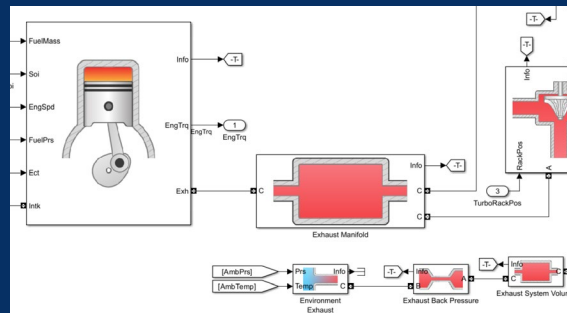 FuelMass
Soi
oi
EngSpd
FuelPrs
Ect
Intk
Info
-T-
EngTrq
EngTrq
1
EngTrq
Exh
C
Info
-T-
C
C
Exhaust Manifold
-T-
-T-
Info
RackPos
A
3
TurboRackPos
[AmbPrs]
[AmbTemp]
Prs
Temp
Info
C
Environment
Exhaust
-T-
Info
B
A
Exhaust Back Pressure
-T-
Info
C
C
Exhaust System Volu